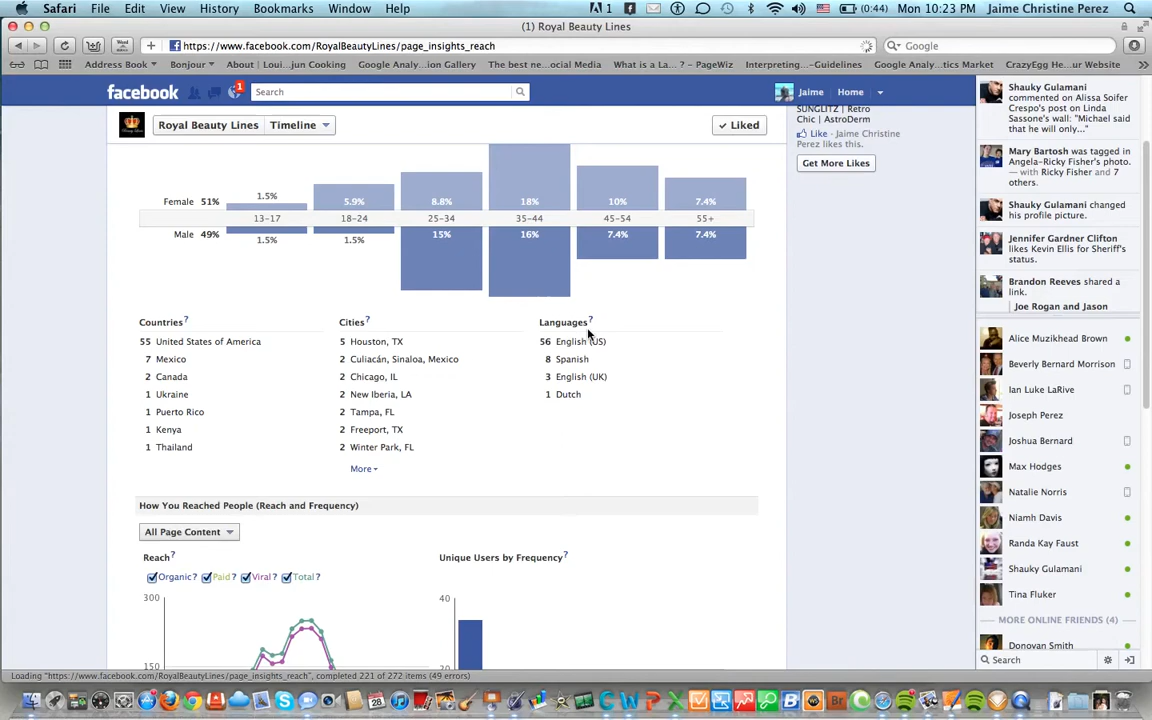 Safari File Edit View History Bookmarks Window Help
1 (0:44) Mon 10:23 PM Jaime Christine Perez
(1) Royal Beauty Lines
https://www.facebook.com/RoyalBeautyLines/page_insights_reach
Google
Address Book Bonjour About | Loui...jun Cooking Google Analy...ion Gallery The best ne...ocial Media What is a La... ? - PageWiz Interpreting...-Guidelines Google Analy...tics Market CrazyEgg He...ur Website
facebook 1 Search Jaime Home
Royal Beauty Lines Timeline Liked
SUNGLITZ | Retro
Chic | AstroDerm
Like · Jaime Christine
Perez likes this.
Get More Likes
Female 51% 1.5% 5.9% 8.8% 18% 10% 7.4%
13-17 18-24 25-34 35-44 45-54 55+
Male 49% 1.5% 1.5% 15% 16% 7.4% 7.4%
Countries?
55 United States of America
7 Mexico
2 Canada
1 Ukraine
1 Puerto Rico
1 Kenya
1 Thailand
Cities?
5 Houston, TX
2 Culiacán, Sinaloa, Mexico
2 Chicago, IL
2 New Iberia, LA
2 Tampa, FL
2 Freeport, TX
2 Winter Park, FL
More
Languages?
56 English (US)
8 Spanish
3 English (UK)
1 Dutch
How You Reached People (Reach and Frequency)
All Page Content
Reach?
Organic? Paid? Viral? Total?
300
150
Unique Users by Frequency?
40
20
Shauky Gulamani
commented on Alissa Soifer
Crespo's post on Linda
Sassone's wall: "Michael said
that he will only..."
Mary Bartosh was tagged in
Angela-Ricky Fisher's photo.
— with Ricky Fisher and 7
others.
Shauky Gulamani changed
his profile picture.
Jennifer Gardner Clifton
likes Kevin Ellis for Sheriff's
status.
Brandon Reeves shared a
link.
Joe Rogan and Jason
Alice Muzikhead Brown
Beverly Bernard Morrison
Ian Luke LaRive
Joseph Perez
Joshua Bernard
Max Hodges
Natalie Norris
Niamh Davis
Randa Kay Faust
Shauky Gulamani
Tina Fluker
MORE ONLINE FRIENDS (4)
Donovan Smith
Search
Loading "https://www.facebook.com/RoyalBeautyLines/page_insights_reach", completed 221 of 272 items (49 errors)